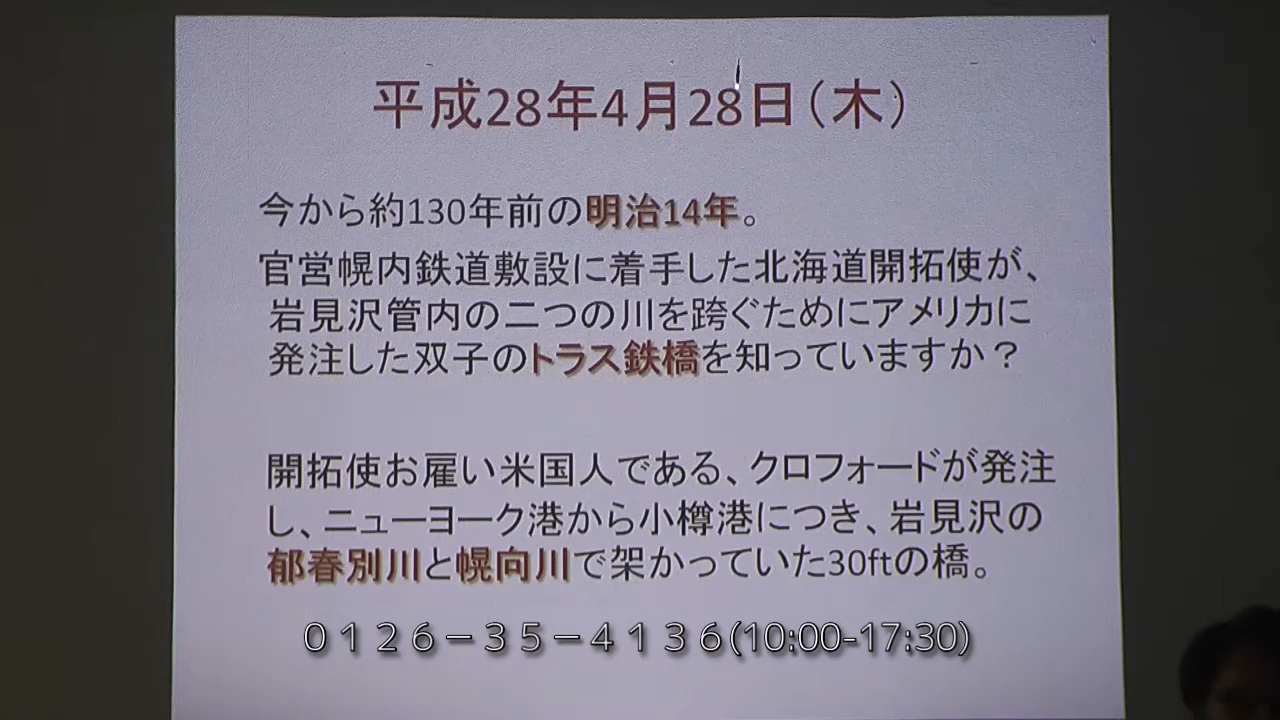 平成28年4月28日（木）
今から約130年前の明治14年。
官営幌内鉄道敷設に着手した北海道開拓使が、
岩見沢管内の二つの川を跨ぐためにアメリカに
発注した双子のトラス鉄橋を知っていますか？
開拓使お雇い米国人である、クロフォードが発注
し、ニューヨーク港から小樽港につき、岩見沢の
郁春別川と幌向川で架かっていた30ftの橋。
０１２６－３５－４１３６(10:00-17:30)